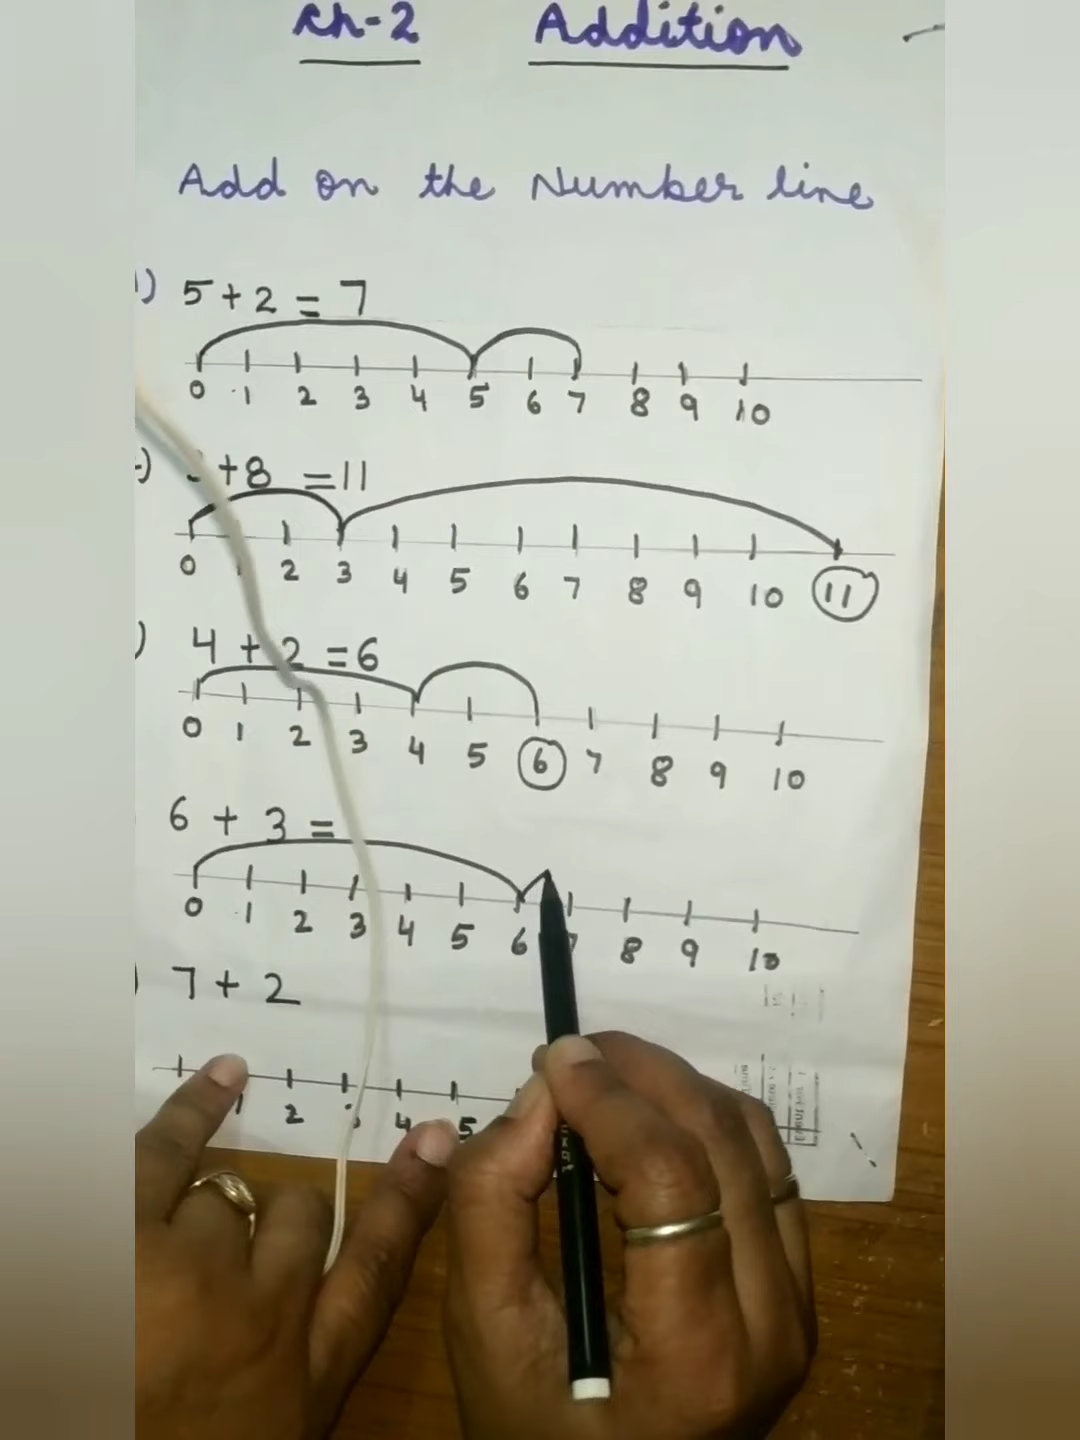 Ch-2 Addition
Add on the Number line
5+2 = 7
0 1 2 3 4 5 6 7 8 9 10
+8 =11
0 2 3 4 5 6 7 8 9 10 11
4 + 2 =6
0 1 2 3 4 5 6 7 8 9 10
6 + 3 =
0 1 2 3 4 5 6 8 9 10
7+ 2
2 4 5